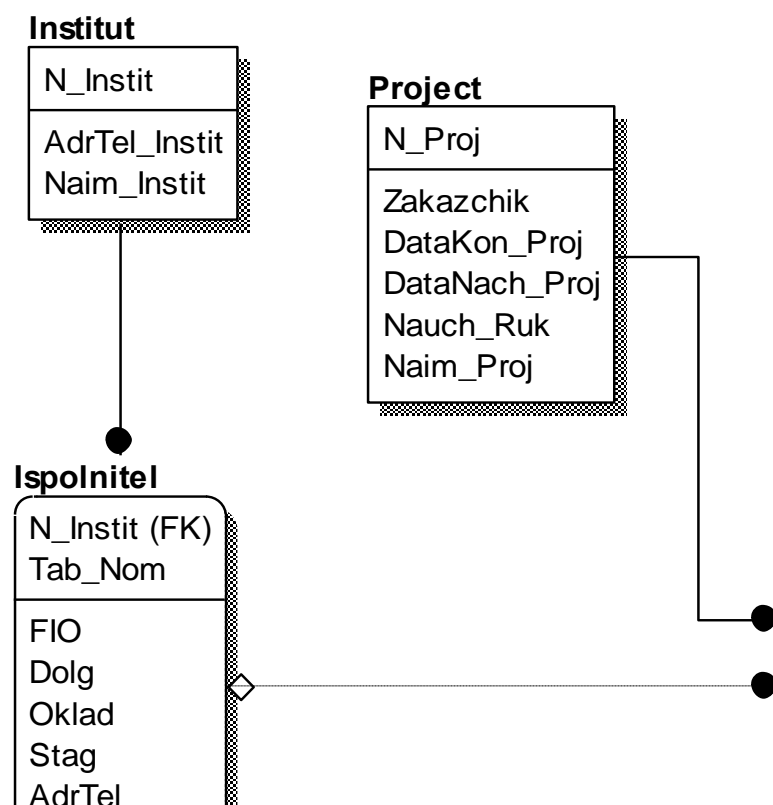 Institut
N_Instit
AdrTel_Instit
Naim_Instit
Project
N_Proj
Zakazchik
DataKon_Proj
DataNach_Proj
Nauch_Ruk
Naim_Proj
Ispolnitel
N_Instit (FK)
Tab_Nom
FIO
Dolg
Oklad
Stag
AdrTel